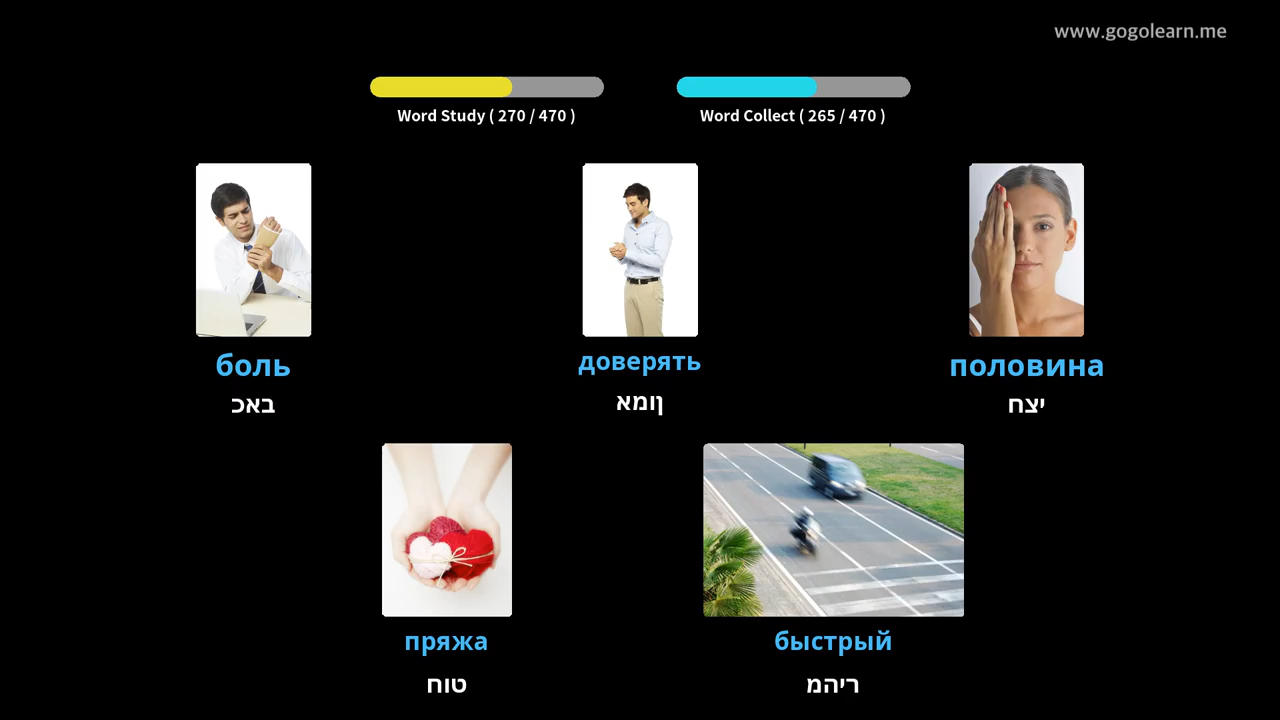 www.gogolearn.me
Word Study ( 270 / 470 )
Word Collect ( 265 / 470 )
боль
באכ
доверять
ןומא
половина
יצח
пряжа
טוח
быстрый
ריהמ